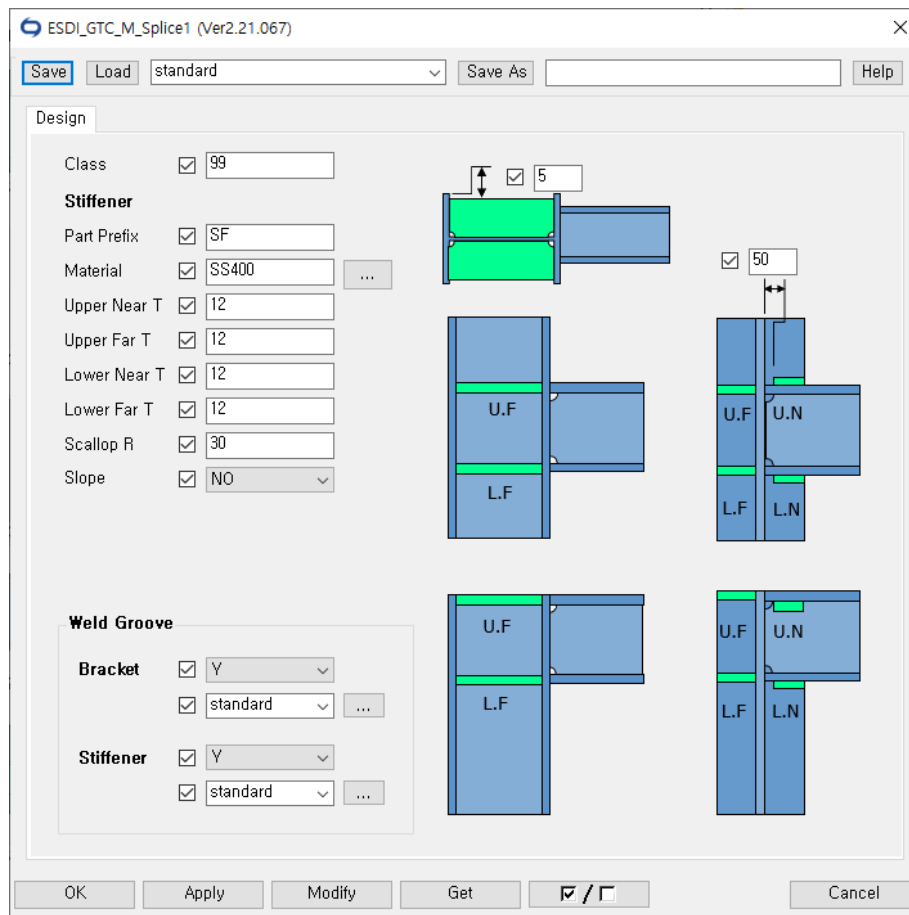 ESDI_GTC_M_Splice1 (Ver2.21.067)
Save Load standard Save As Help
Design
Class 99
Stiffener
Part Prefix SF
Material SS400 ...
Upper Near T 12
Upper Far T 12
Lower Near T 12
Lower Far T 12
Scallop R 30
Slope NO
5
50
U.F
L.F
U.F U.N
L.F L.N
Weld Groove
Bracket Y
standard ...
Stiffener Y
standard ...
U.F
L.F
U.F U.N
L.F L.N
OK Apply Modify Get / Cancel